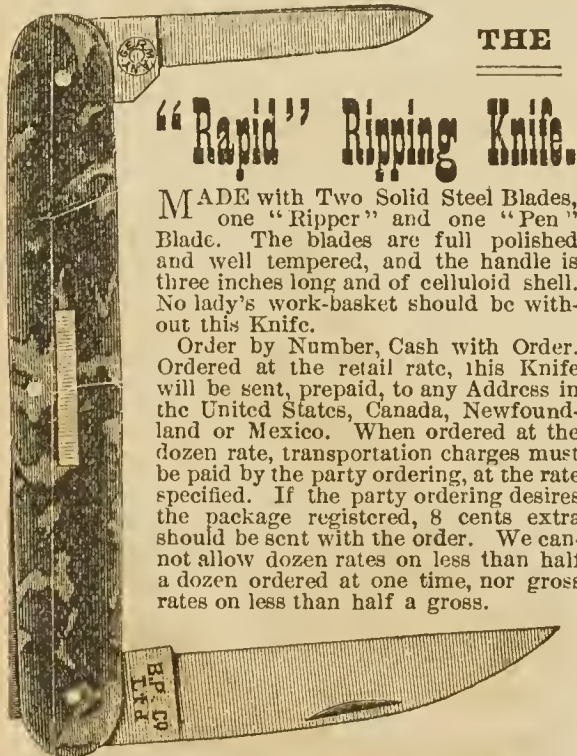 GERMANY
THE
“Rapid” Ripping Knife.
MADE with Two Solid Steel Blades,
one “Ripper” and one “Pen”
Blade. The blades are full polished
and well tempered, and the handle is
three inches long and of celluloid shell.
No lady's work-basket should be with-
out this Knife.
Order by Number, Cash with Order.
Ordered at the retail rate, this Knife
will be sent, prepaid, to any Address in
the United States, Canada, Newfound-
land or Mexico. When ordered at the
dozen rate, transportation charges must
be paid by the party ordering, at the rate
specified. If the party ordering desires
the package registered, 8 cents extra
should be sent with the order. We can-
not allow dozen rates on less than half
a dozen ordered at one time, nor gross
rates on less than half a gross.
B.P. Co
Ltd